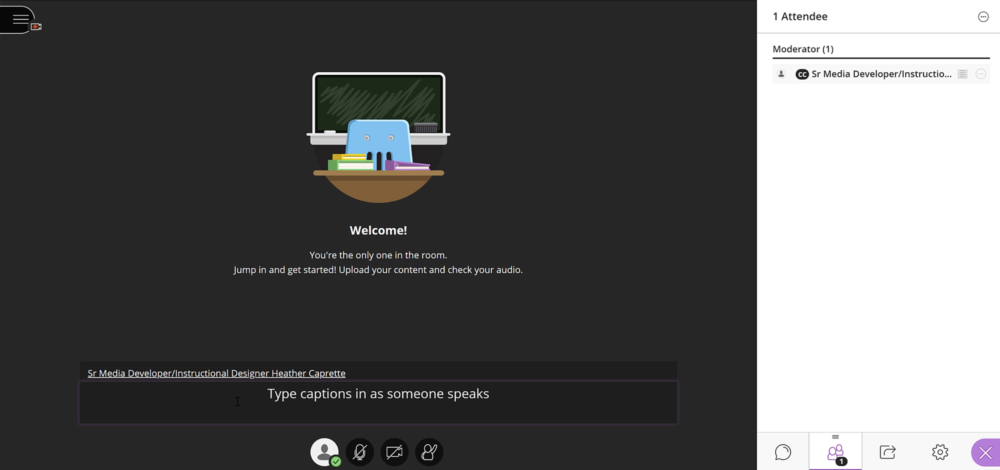 Welcome!
You're the only one in the room.
Jump in and get started! Upload your content and check your audio.
Sr Media Developer/Instructional Designer Heather Caprette
Type captions in as someone speaks
1 Attendee
Moderator (1)
CC Sr Media Developer/Instructio...
1